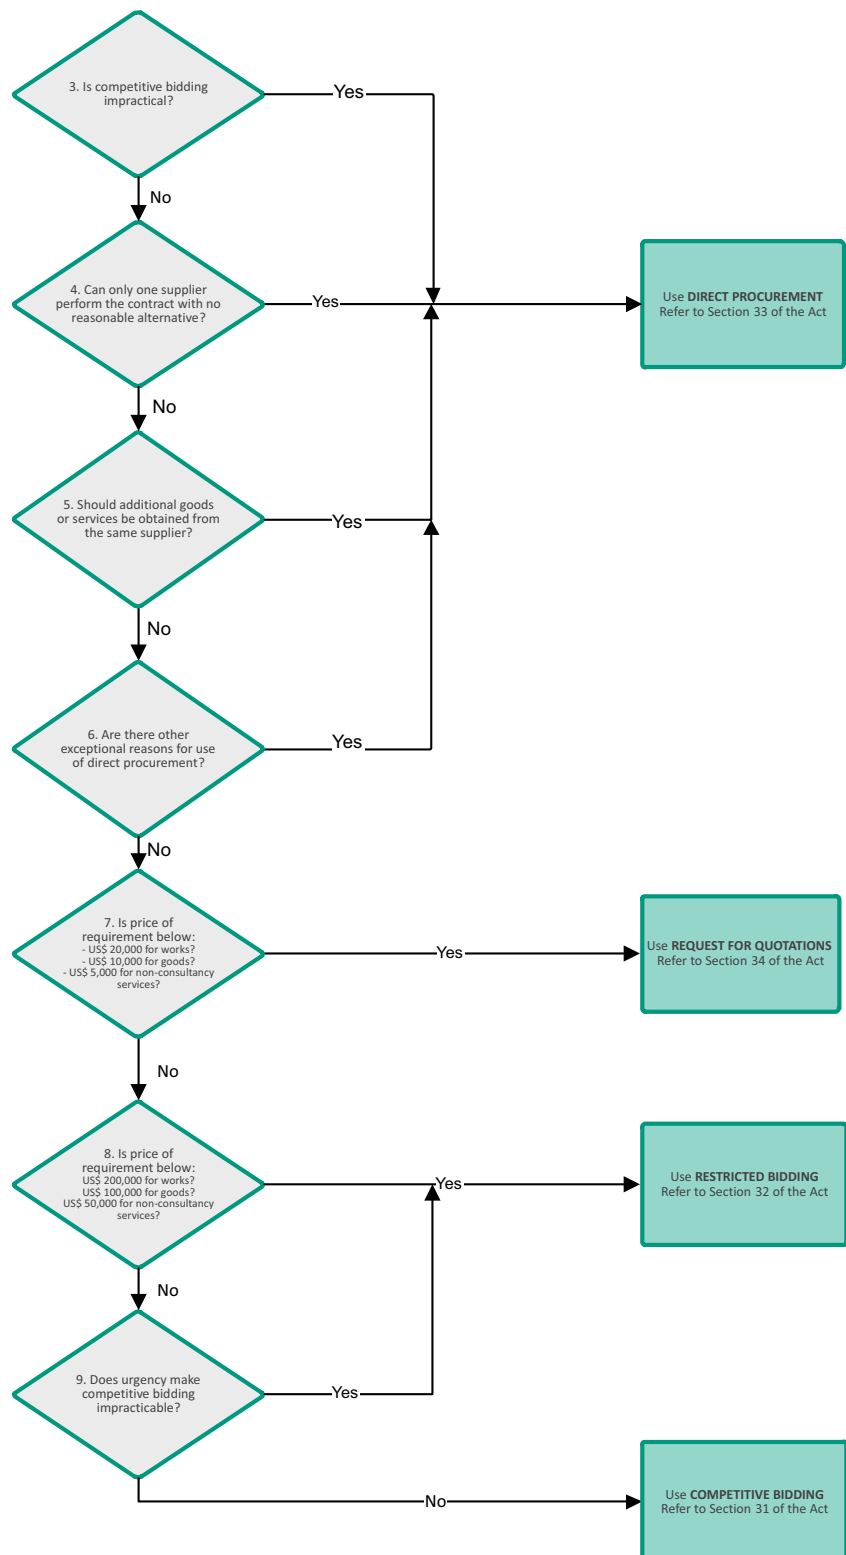 3. Is competitive bidding
impractical?
Yes
No
4. Can only one supplier
perform the contract with no
reasonable alternative?
Yes
Use DIRECT PROCUREMENT
Refer to Section 33 of the Act
No
5. Should additional goods
or services be obtained from
the same supplier?
Yes
No
6. Are there other
exceptional reasons for use
of direct procurement?
Yes
No
7. Is price of
requirement below:
- US$ 20,000 for works?
- US$ 10,000 for goods?
- US$ 5,000 for non-consultancy
services?
Yes
Use REQUEST FOR QUOTATIONS
Refer to Section 34 of the Act
No
8. Is price of
requirement below:
US$ 200,000 for works?
US$ 100,000 for goods?
US$ 50,000 for non-consultancy
services?
Yes
Use RESTRICTED BIDDING
Refer to Section 32 of the Act
No
9. Does urgency make
competitive bidding
impracticable?
Yes
No
Use COMPETITIVE BIDDING
Refer to Section 31 of the Act